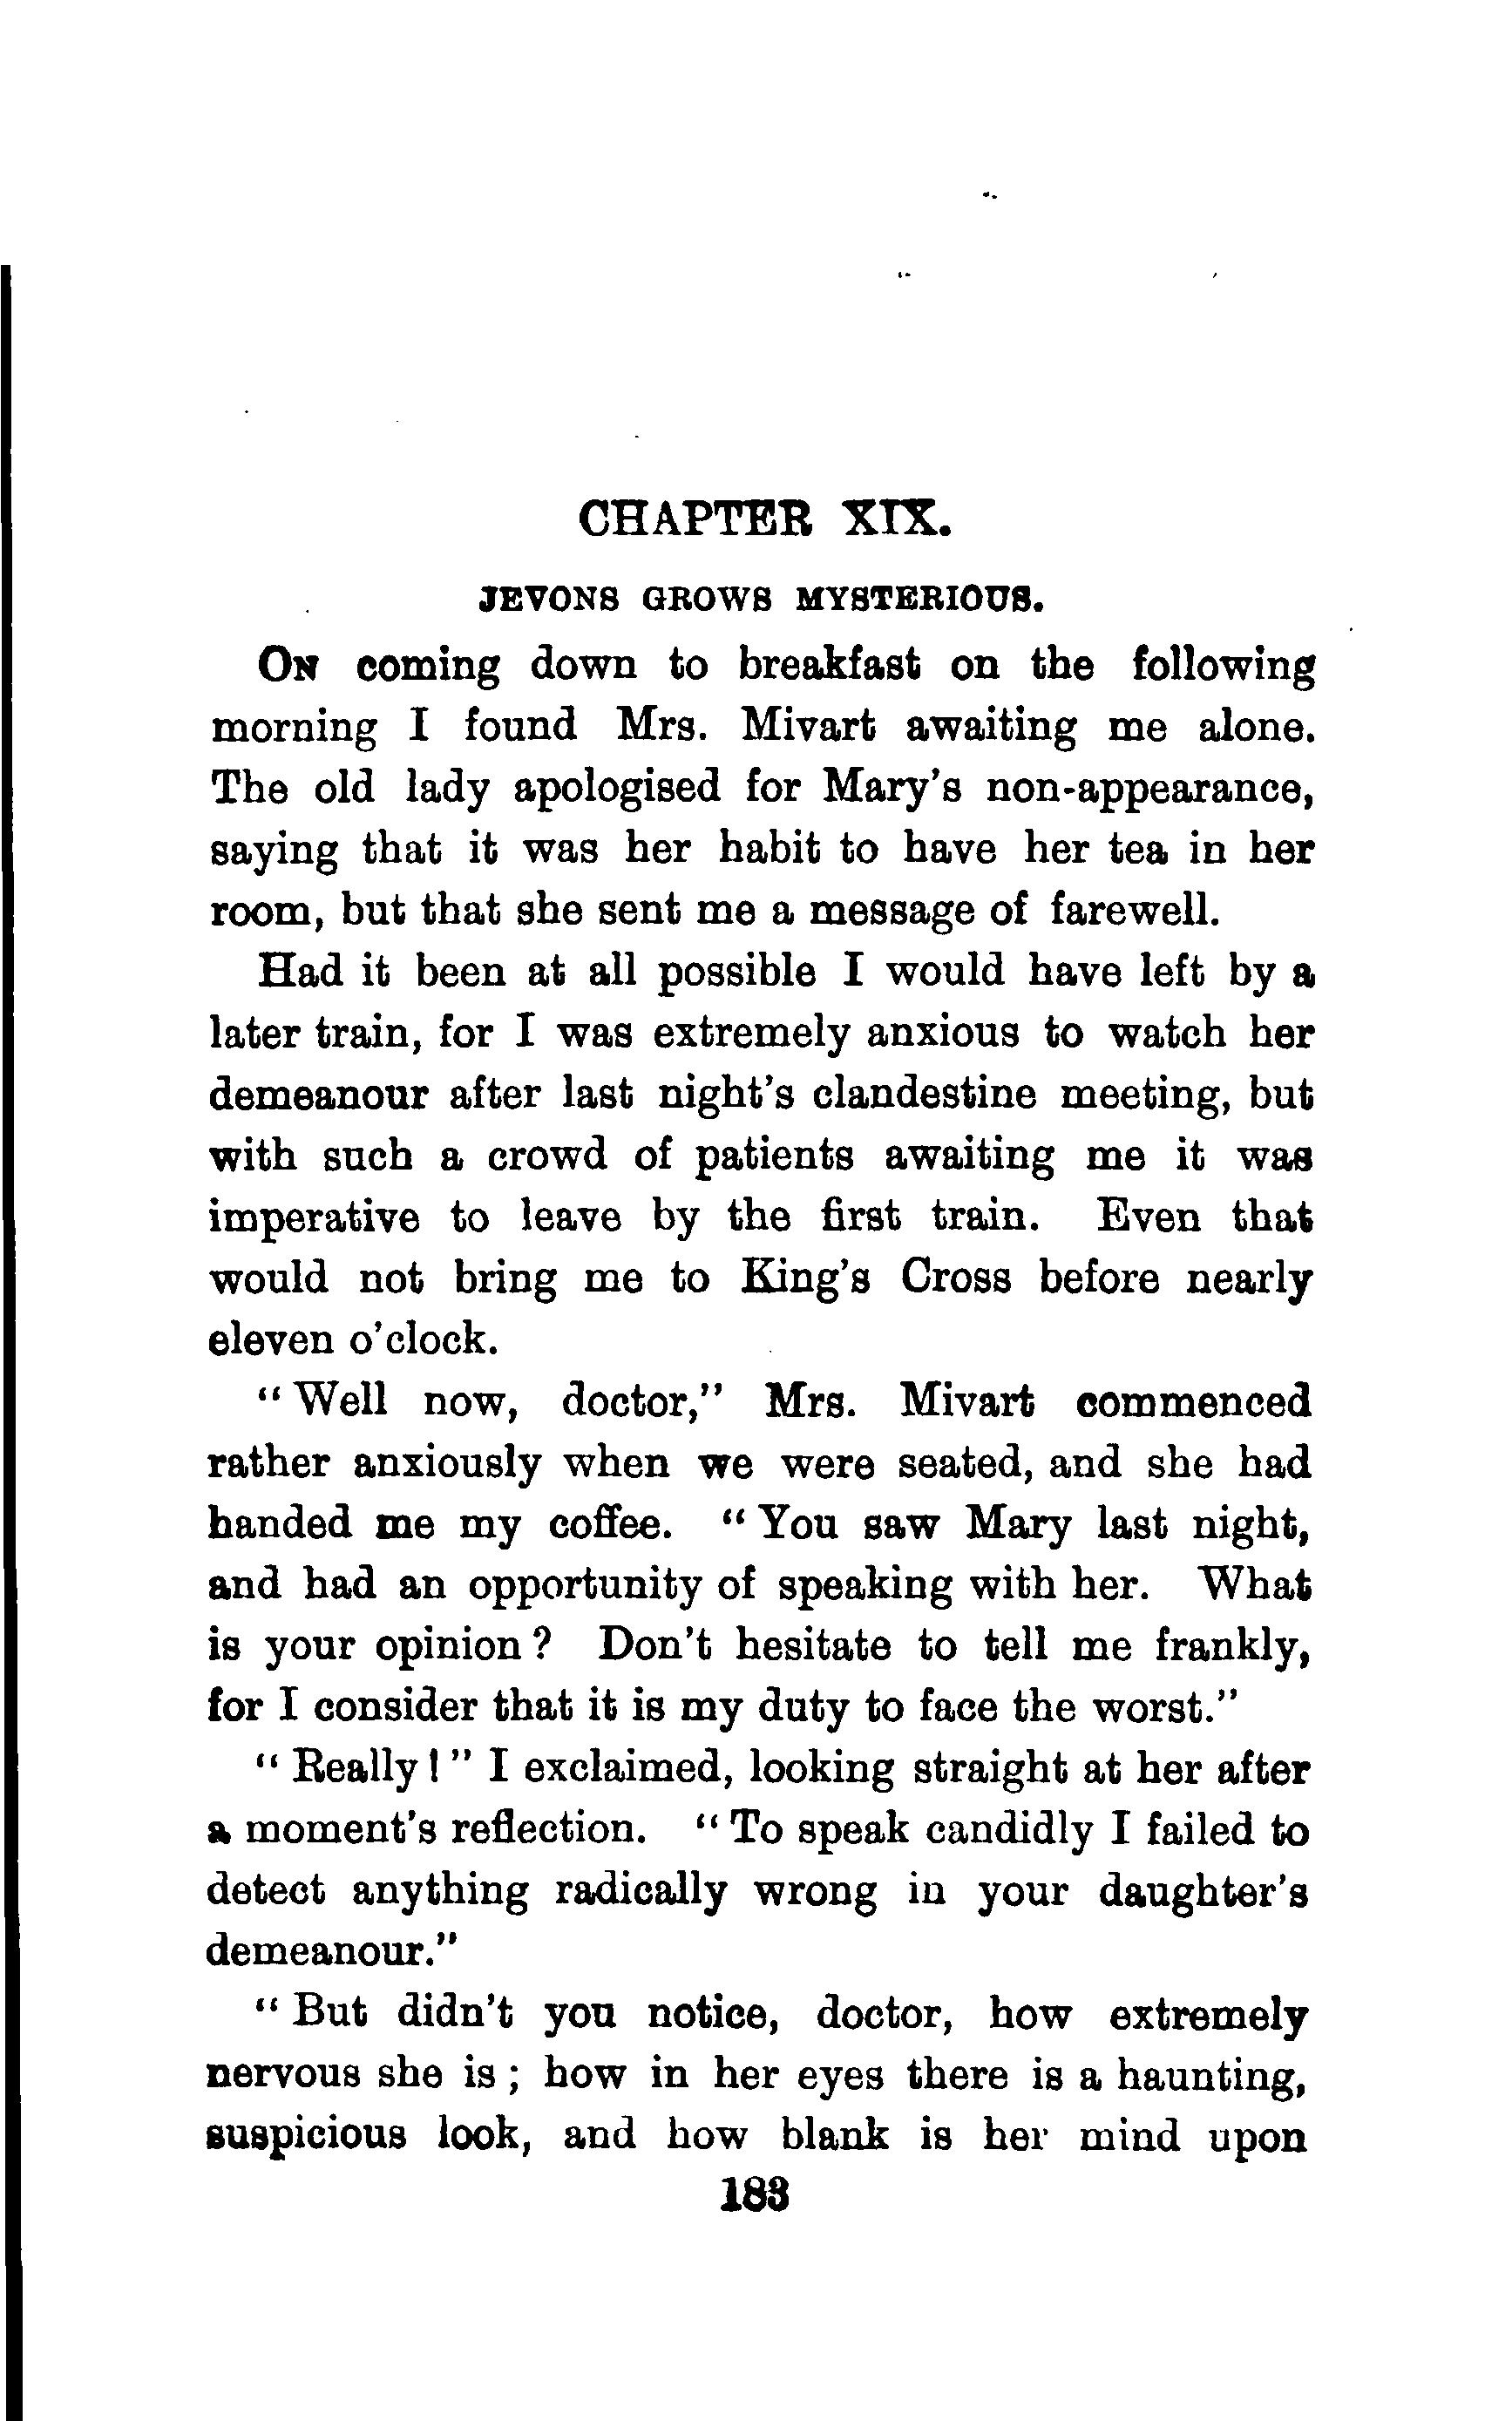 CHAPTER XIX.
JEVONS GROWS MYSTERIOUS.
ON coming down to breakfast on the following
morning I found Mrs. Mivart awaiting me alone.
The old lady apologised for Mary's non-appearance,
saying that it was her habit to have her tea in her
room, but that she sent me a message of farewell.
Had it been at all possible I would have left by a
later train, for I was extremely anxious to watch her
demeanour after last night's clandestine meeting, but
with such a crowd of patients awaiting me it was
imperative to leave by the first train. Even that
would not bring me to King's Cross before nearly
eleven o'clock.
"Well now, doctor," Mrs. Mivart commenced
rather anxiously when we were seated, and she had
handed me my coffee. "You saw Mary last night,
and had an opportunity of speaking with her. What
is your opinion? Don't hesitate to tell me frankly,
for I consider that it is my duty to face the worst."
"Really!" I exclaimed, looking straight at her after
a moment's reflection. "To speak candidly I failed to
detect anything radically wrong in your daughter's
demeanour."
"But didn't you notice, doctor, how extremely
nervous she is; how in her eyes there is a haunting,
suspicious look, and how blank is her mind upon
183